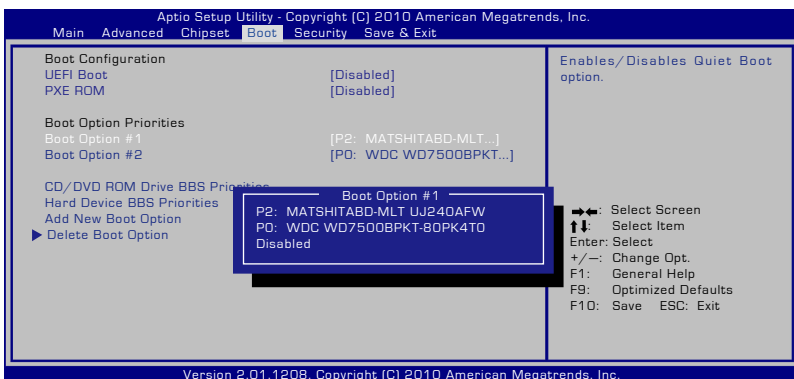 Aptio Setup Utility - Copyright (C) 2010 American Megatrends, Inc.
Main Advanced Chipset Boot Security Save & Exit
Boot Configuration
UEFI Boot [Disabled]
PXE ROM [Disabled]
Boot Option Priorities
Boot Option #1 [P2: MATSHITABD-MLT...]
Boot Option #2 [P0: WDC WD7500BPKT...]
CD/DVD ROM Drive BBS Priorities
Hard Device BBS Priorities
Add New Boot Option
Delete Boot Option
Boot Option #1
P2: MATSHITABD-MLT UJ240AFW
P0: WDC WD7500BPKT-80PK4T0
Disabled
Enables/Disables Quiet Boot
option.
→←: Select Screen
↑↓: Select Item
Enter: Select
+/—: Change Opt.
F1: General Help
F9: Optimized Defaults
F10: Save ESC: Exit
Version 2.01.1208. Copyright (C) 2010 American Megatrends, Inc.